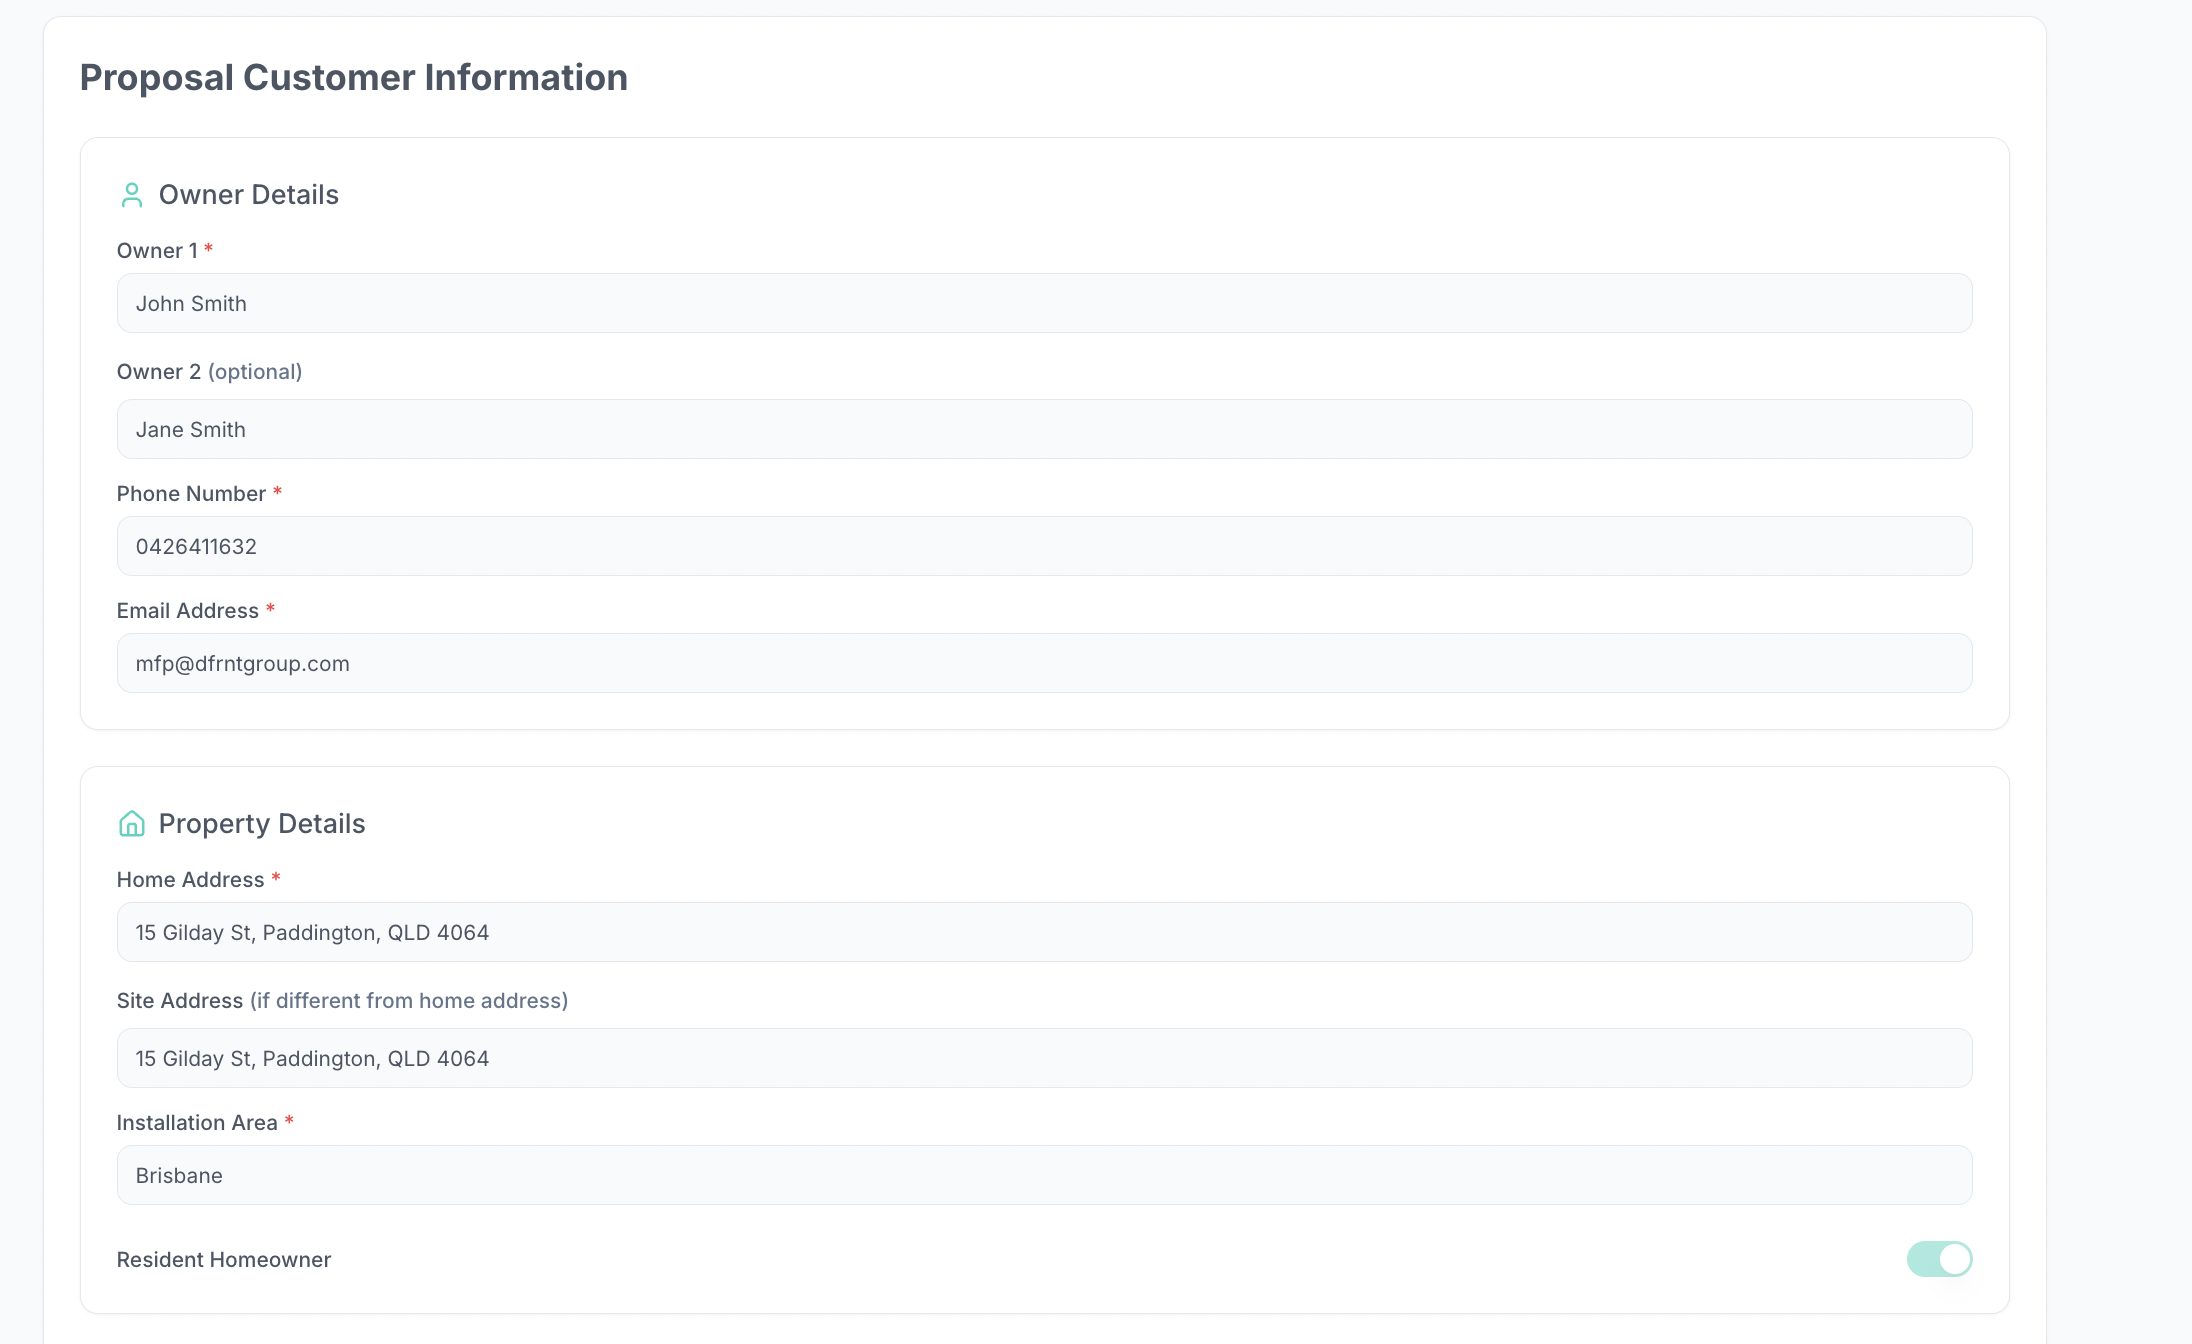 Proposal Customer Information
Owner Details
Owner 1 *
John Smith
Owner 2 (optional)
Jane Smith
Phone Number *
0426411632
Email Address *
mfp@dfrntgroup.com
Property Details
Home Address *
15 Gilday St, Paddington, QLD 4064
Site Address (if different from home address)
15 Gilday St, Paddington, QLD 4064
Installation Area *
Brisbane
Resident Homeowner